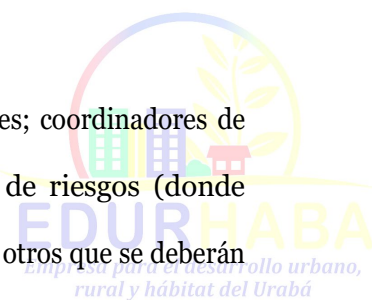 es; coordinadores de
de riesgos (donde
EDURHABA
otros que se deberán
Empresa para el desarrollo urbano,
rural y hábitat del Urabá